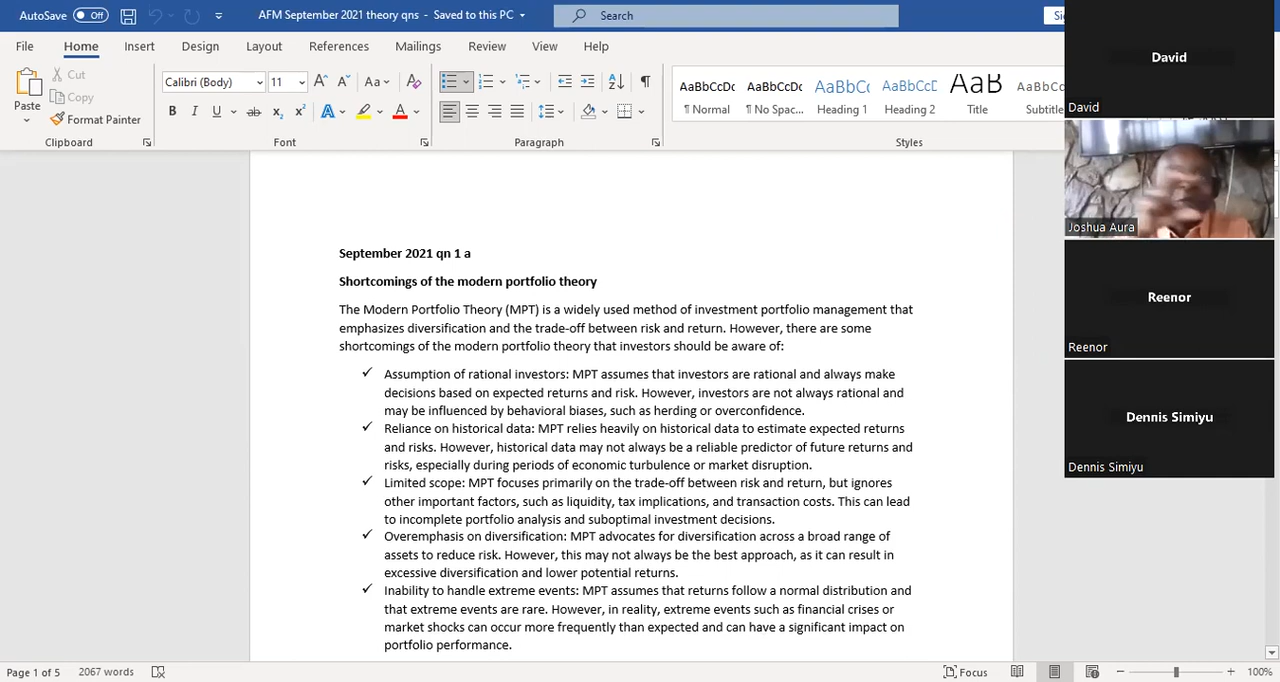 AutoSave Off AFM September 2021 theory qns - Saved to this PC Search
File Home Insert Design Layout References Mailings Review View Help
Paste Cut Copy Format Painter
Calibri (Body) 11 Aa
B I U ab x₂ x² A A
AaBbCcDc AaBbCcDc AaBbC AaBbCcD AaB
¶ Normal ¶ No Spac... Heading 1 Heading 2 Title Subtitle
Clipboard Font Paragraph Styles
September 2021 qn 1 a
Shortcomings of the modern portfolio theory
The Modern Portfolio Theory (MPT) is a widely used method of investment portfolio management that
emphasizes diversification and the trade-off between risk and return. However, there are some
shortcomings of the modern portfolio theory that investors should be aware of:
✓ Assumption of rational investors: MPT assumes that investors are rational and always make
decisions based on expected returns and risk. However, investors are not always rational and
may be influenced by behavioral biases, such as herding or overconfidence.
✓ Reliance on historical data: MPT relies heavily on historical data to estimate expected returns
and risks. However, historical data may not always be a reliable predictor of future returns and
risks, especially during periods of economic turbulence or market disruption.
✓ Limited scope: MPT focuses primarily on the trade-off between risk and return, but ignores
other important factors, such as liquidity, tax implications, and transaction costs. This can lead
to incomplete portfolio analysis and suboptimal investment decisions.
✓ Overemphasis on diversification: MPT advocates for diversification across a broad range of
assets to reduce risk. However, this may not always be the best approach, as it can result in
excessive diversification and lower potential returns.
✓ Inability to handle extreme events: MPT assumes that returns follow a normal distribution and
that extreme events are rare. However, in reality, extreme events such as financial crises or
market shocks can occur more frequently than expected and can have a significant impact on
portfolio performance.
David
David
Joshua Aura
Reenor
Reenor
Dennis Simiyu
Dennis Simiyu
Page 1 of 5 2067 words Focus 100%